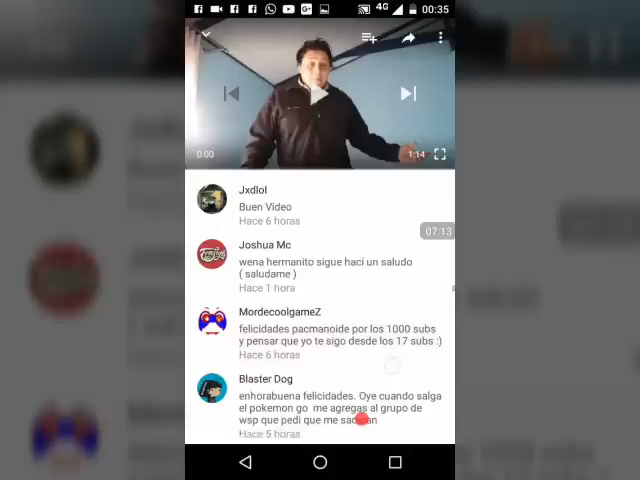 4G 00:35
0:00 1:14
Jxdlol
Buen Video
Hace 6 horas
07:13
Joshua Mc
wena hermanito sigue haci un saludo
( saludame )
Hace 1 hora
MordecoolgameZ
felicidades pacmanoide por los 1000 subs
y pensar que yo te sigo desde los 17 subs :)
Hace 6 horas
Blaster Dog
enhorabuena felicidades. Oye cuando salga
el pokemon go me agregas al grupo de
wsp que pedi que me
Hace 5 horas